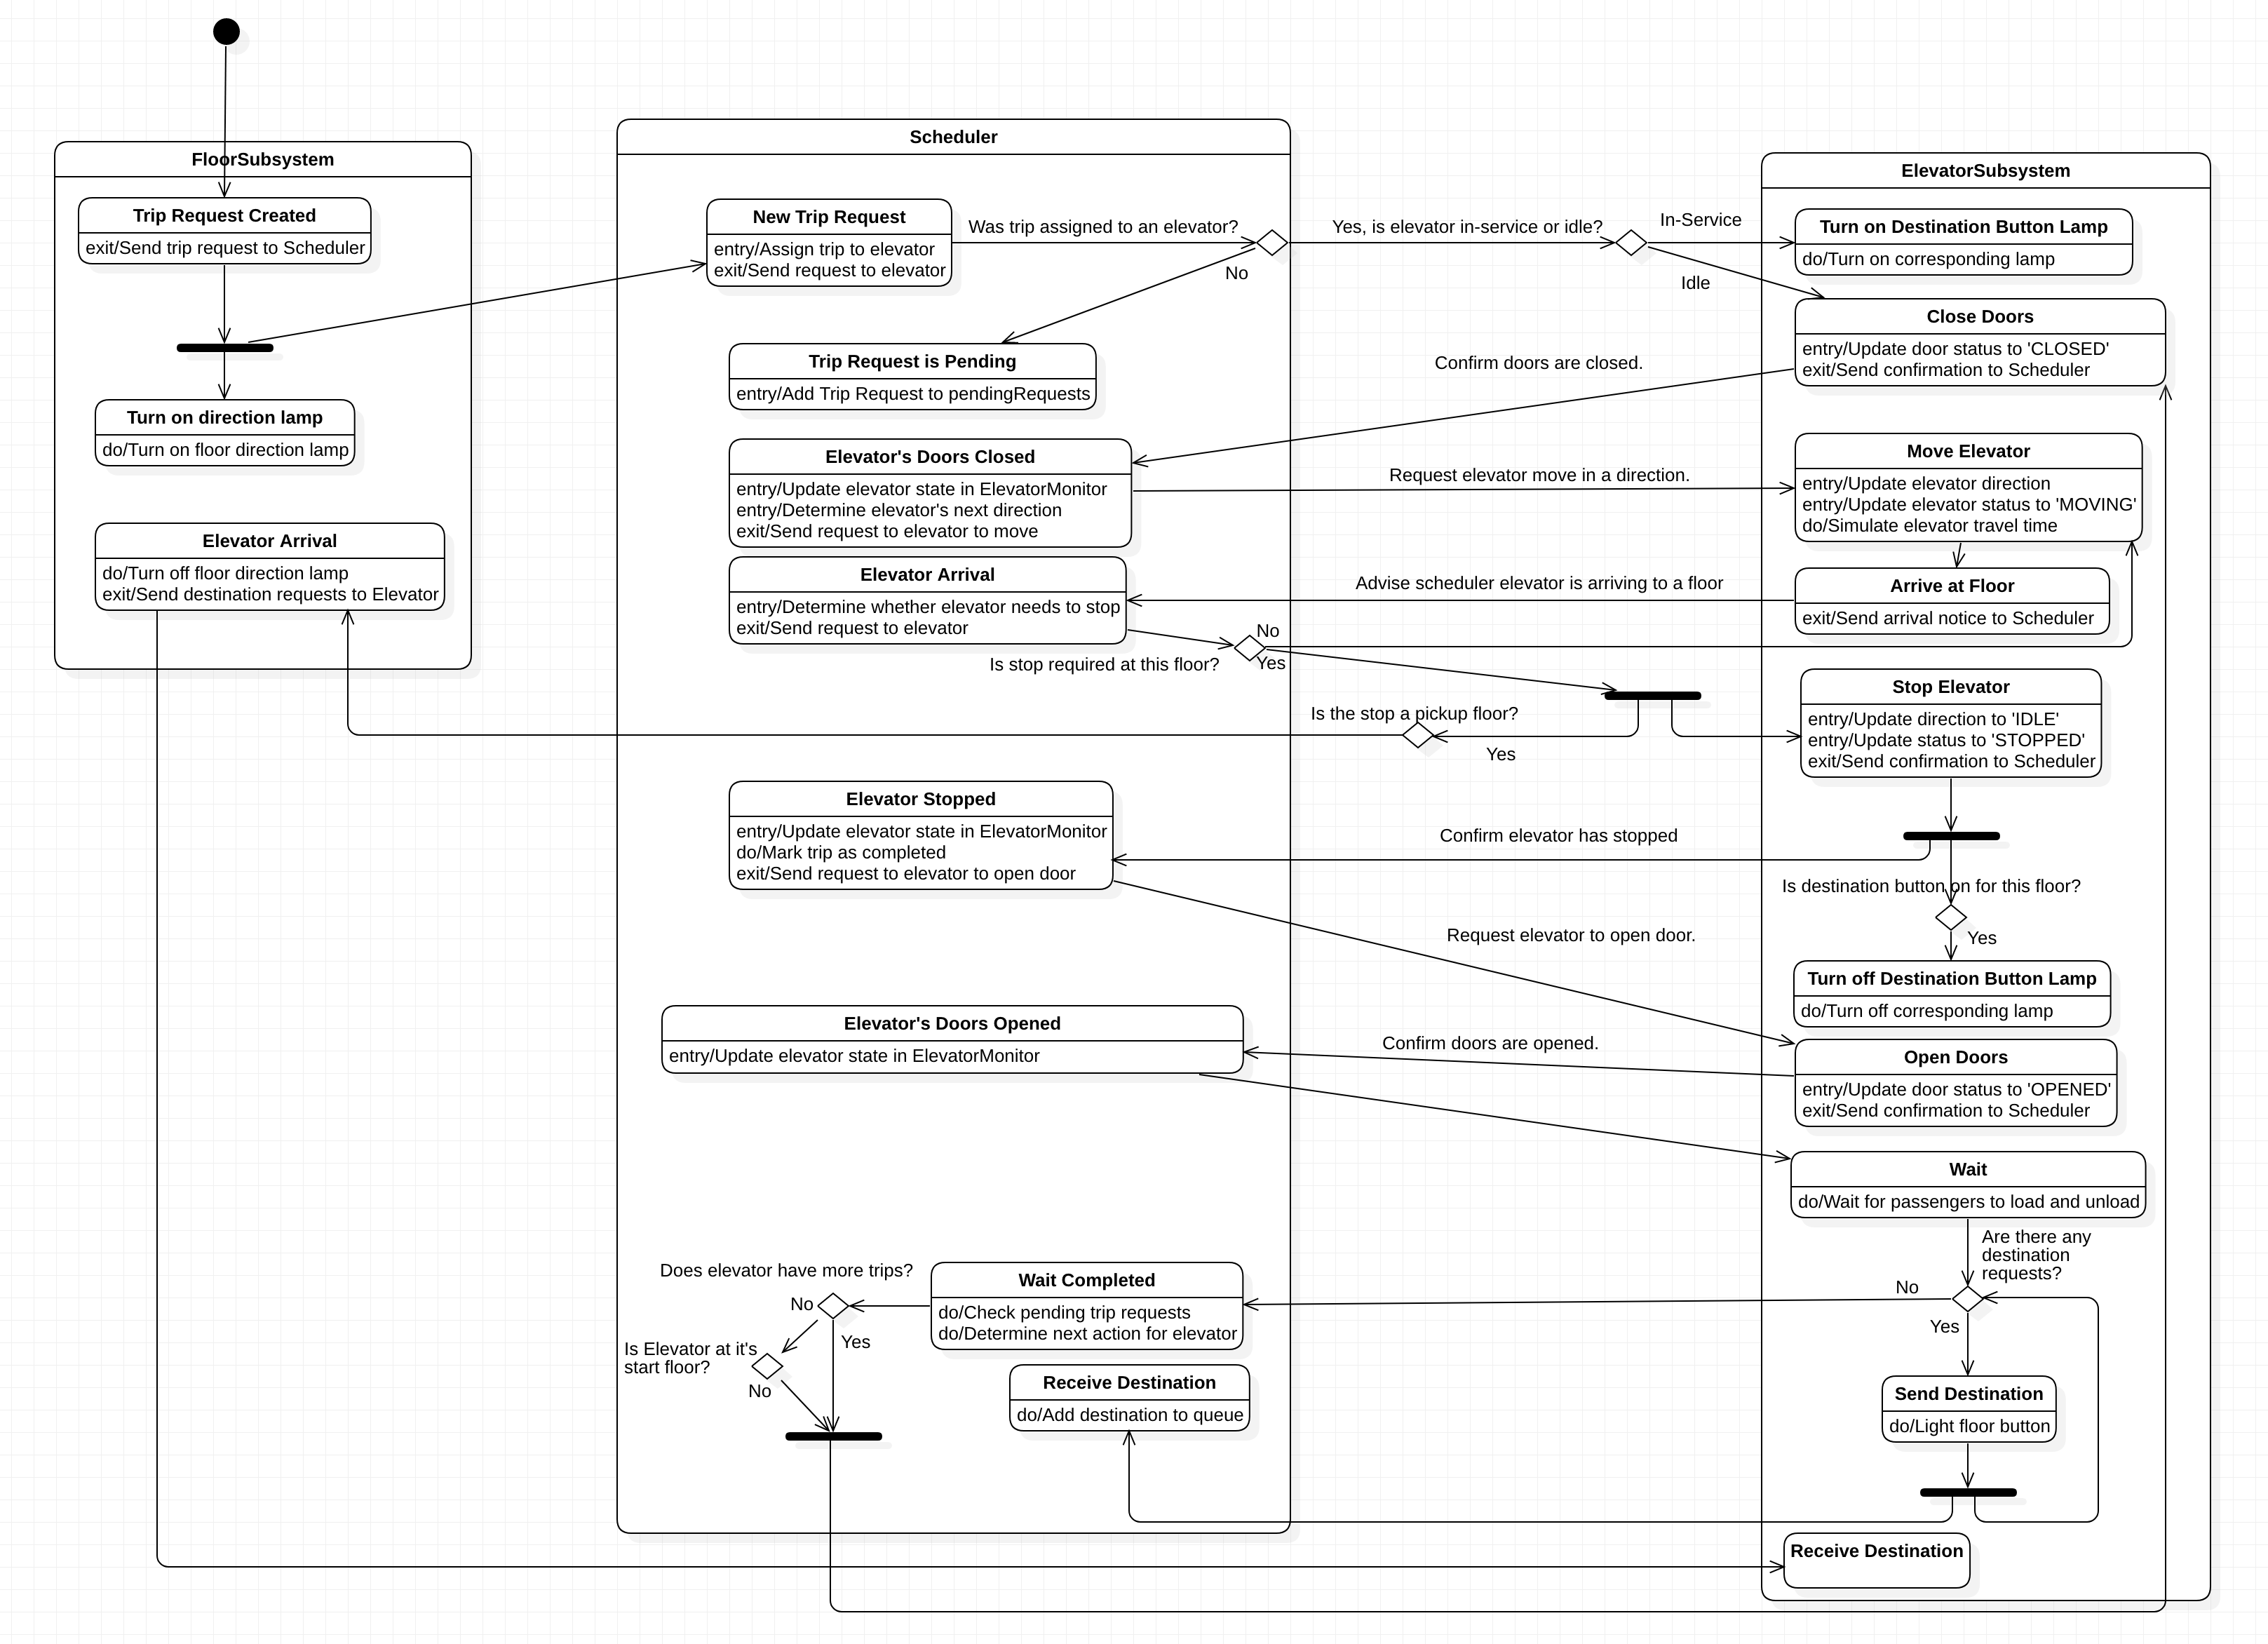 FloorSubsystem
Trip Request Created
exit/Send trip request to Scheduler
Turn on direction lamp
do/Turn on floor direction lamp
Elevator Arrival
do/Turn off floor direction lamp
exit/Send destination requests to Elevator
Scheduler
New Trip Request
entry/Assign trip to elevator
exit/Send request to elevator
Was trip assigned to an elevator?
No
Yes, is elevator in-service or idle?
In-Service
Idle
Trip Request is Pending
entry/Add Trip Request to pendingRequests
Confirm doors are closed.
Elevator's Doors Closed
entry/Update elevator state in ElevatorMonitor
entry/Determine elevator's next direction
exit/Send request to elevator to move
Request elevator move in a direction.
Elevator Arrival
entry/Determine whether elevator needs to stop
exit/Send request to elevator
Advise scheduler elevator is arriving to a floor
No
Yes
Is stop required at this floor?
Is the stop a pickup floor?
Yes
Elevator Stopped
entry/Update elevator state in ElevatorMonitor
do/Mark trip as completed
exit/Send request to elevator to open door
Confirm elevator has stopped
Request elevator to open door.
Elevator's Doors Opened
entry/Update elevator state in ElevatorMonitor
Confirm doors are opened.
Does elevator have more trips?
No
Yes
Is Elevator at it's
start floor?
No
Wait Completed
do/Check pending trip requests
do/Determine next action for elevator
Receive Destination
do/Add destination to queue
ElevatorSubsystem
Turn on Destination Button Lamp
do/Turn on corresponding lamp
Close Doors
entry/Update door status to 'CLOSED'
exit/Send confirmation to Scheduler
Move Elevator
entry/Update elevator direction
entry/Update elevator status to 'MOVING'
do/Simulate elevator travel time
Arrive at Floor
exit/Send arrival notice to Scheduler
Stop Elevator
entry/Update direction to 'IDLE'
entry/Update status to 'STOPPED'
exit/Send confirmation to Scheduler
Is destination button on for this floor?
Yes
Turn off Destination Button Lamp
do/Turn off corresponding lamp
Open Doors
entry/Update door status to 'OPENED'
exit/Send confirmation to Scheduler
Wait
do/Wait for passengers to load and unload
Are there any
destination
requests?
No
Yes
Send Destination
do/Light floor button
Receive Destination